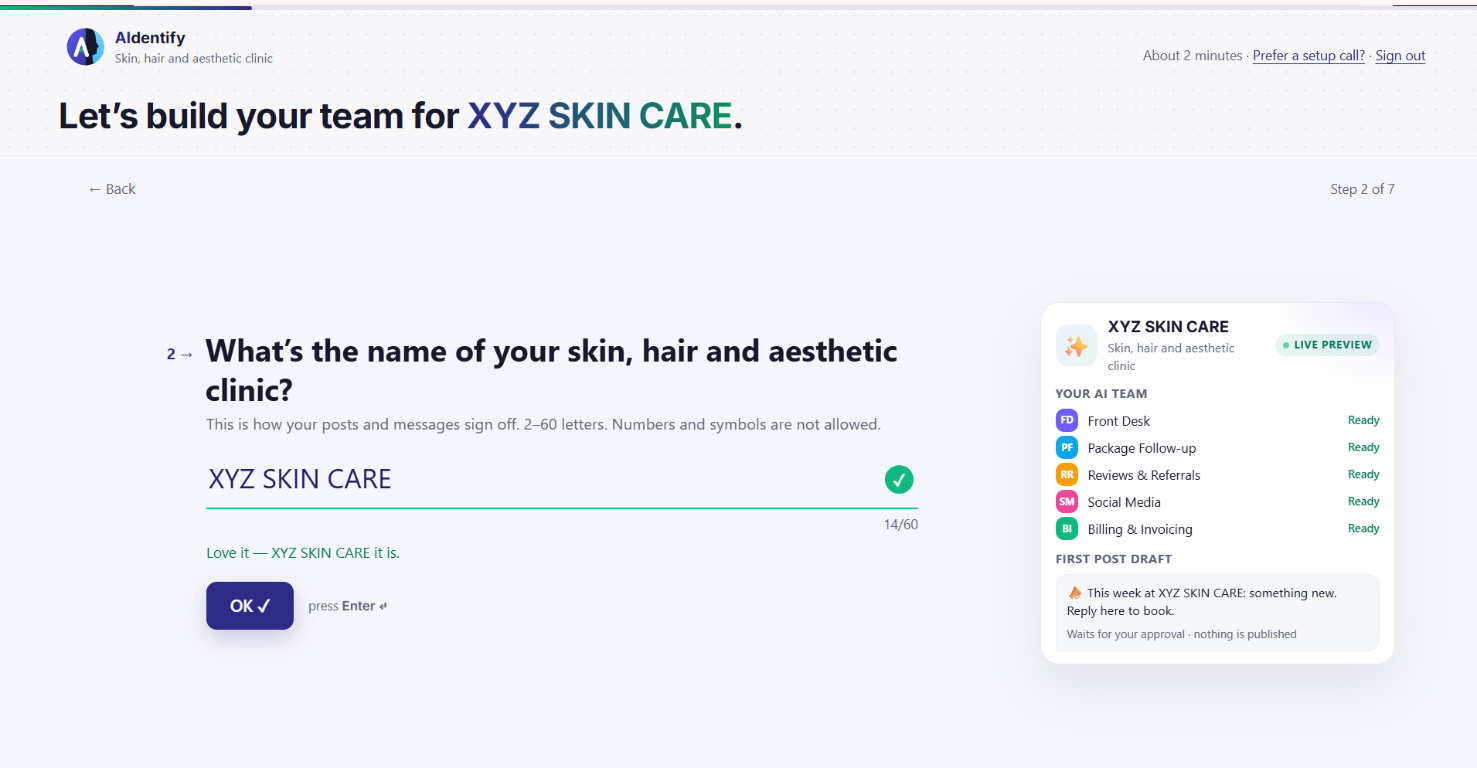 AIdentify
Skin, hair and aesthetic clinic
About 2 minutes · Prefer a setup call? · Sign out
Let's build your team for XYZ SKIN CARE.
← Back
Step 2 of 7
2 → What's the name of your skin, hair and aesthetic
clinic?
This is how your posts and messages sign off. 2–60 letters. Numbers and symbols are not allowed.
XYZ SKIN CARE
14/60
Love it — XYZ SKIN CARE it is.
OK ✓
press Enter ↵
XYZ SKIN CARE
Skin, hair and aesthetic
clinic
LIVE PREVIEW
YOUR AI TEAM
FD Front Desk Ready
PF Package Follow-up Ready
RR Reviews & Referrals Ready
SM Social Media Ready
BI Billing & Invoicing Ready
FIRST POST DRAFT
This week at XYZ SKIN CARE: something new.
Reply here to book.
Waits for your approval · nothing is published